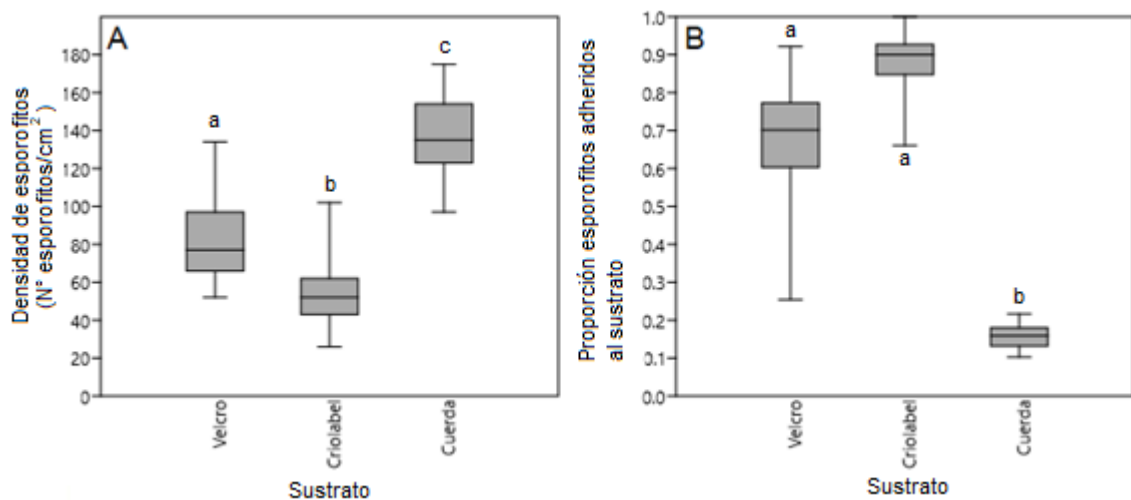 A
Densidad de esporofitos
(N° esporofitos/cm²)
180
160
140
120
100
80
60
40
20
0
a
b
c
Velcro
Criolabel
Cuerda
Sustrato
B
Proporción esporofitos adheridos
al sustrato
1.0
0.9
0.8
0.7
0.6
0.5
0.4
0.3
0.2
0.1
0.0
a
a
b
Velcro
Criolabel
Cuerda
Sustrato